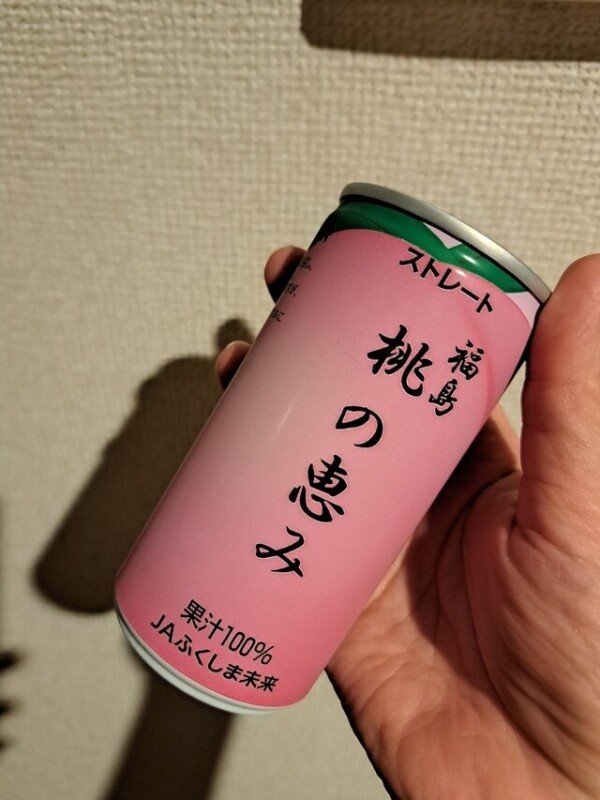 ストレート
福島
桃の恵み
果汁100%
JAふくしま未来